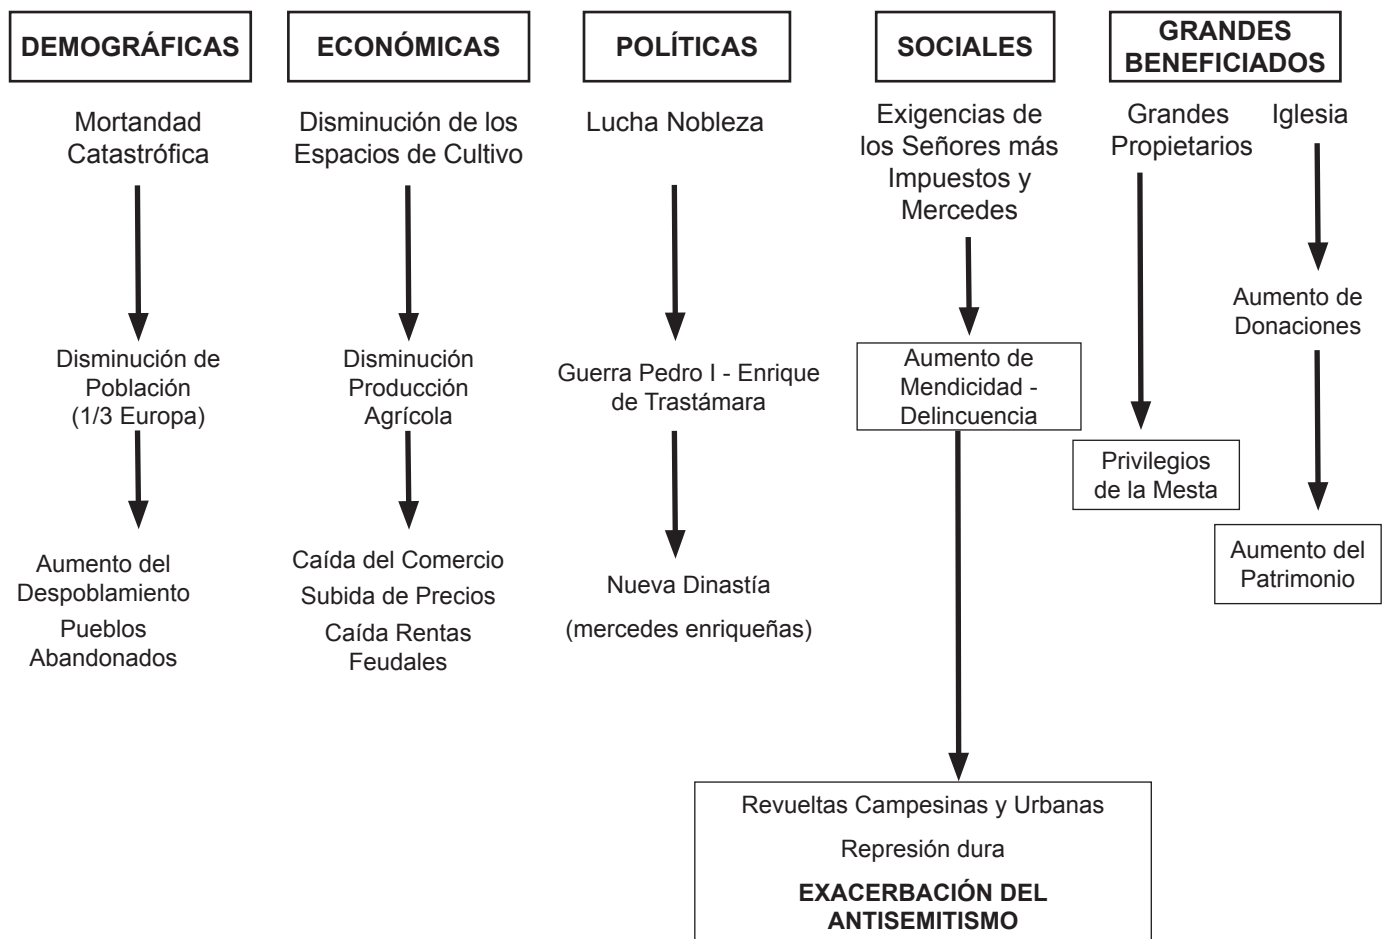 DEMOGRÁFICAS
Mortandad
Catastrófica
Disminución de
Población
(1/3 Europa)
Aumento del
Despoblamiento
Pueblos
Abandonados
ECONÓMICAS
Disminución de los
Espacios de Cultivo
Disminución
Producción
Agrícola
Caída del Comercio
Subida de Precios
Caída Rentas
Feudales
POLÍTICAS
Lucha Nobleza
Guerra Pedro I - Enrique
de Trastámara
Nueva Dinastía
(mercedes enriqueñas)
SOCIALES
Exigencias de
los Señores más
Impuestos y
Mercedes
Aumento de
Mendicidad -
Delincuencia
Revueltas Campesinas y Urbanas
Represión dura
EXACERBACIÓN DEL
ANTISEMITISMO
GRANDES
BENEFICIADOS
Grandes
Propietarios
Privilegios
de la Mesta
Iglesia
Aumento de
Donaciones
Aumento del
Patrimonio